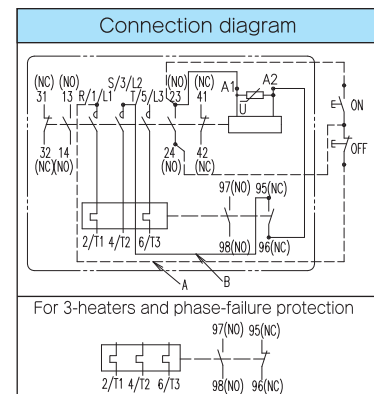 Connection diagram
(NC) (NO) S/3/L2 (NO) (NC) A1 A2
31 13 R/1/L1 T/5/L3 23 41
U
ON
OFF
32 14 24 42
(NC)(NO) (NO) (NC)
97(NO) 95(NC)
2/T1 4/T2 6/T3 98(NO) 96(NC)
A B
For 3-heaters and phase-failure protection
97(NO) 95(NC)
2/T1 4/T2 6/T3 98(NO) 96(NC)